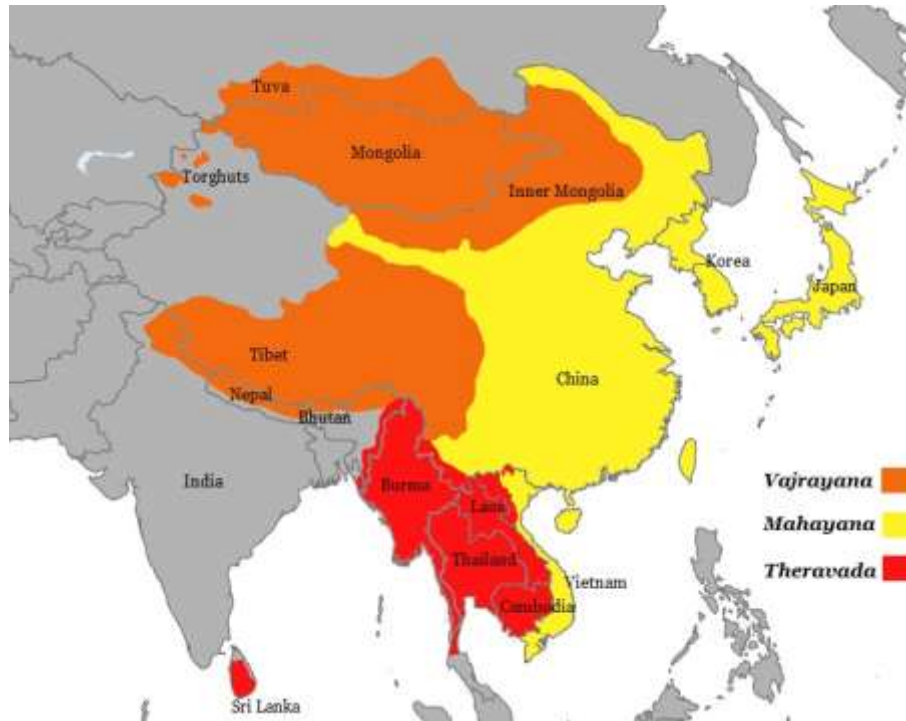 Tuva
Mongolia
Torghuts
Inner Mongolia
Korea
Japan
Tibet
China
Nepal
Bhutan
India
Burma
Laos
Vajrayana
Mahayana
Thailand
Theravada
Vietnam
Cambodia
Sri Lanka